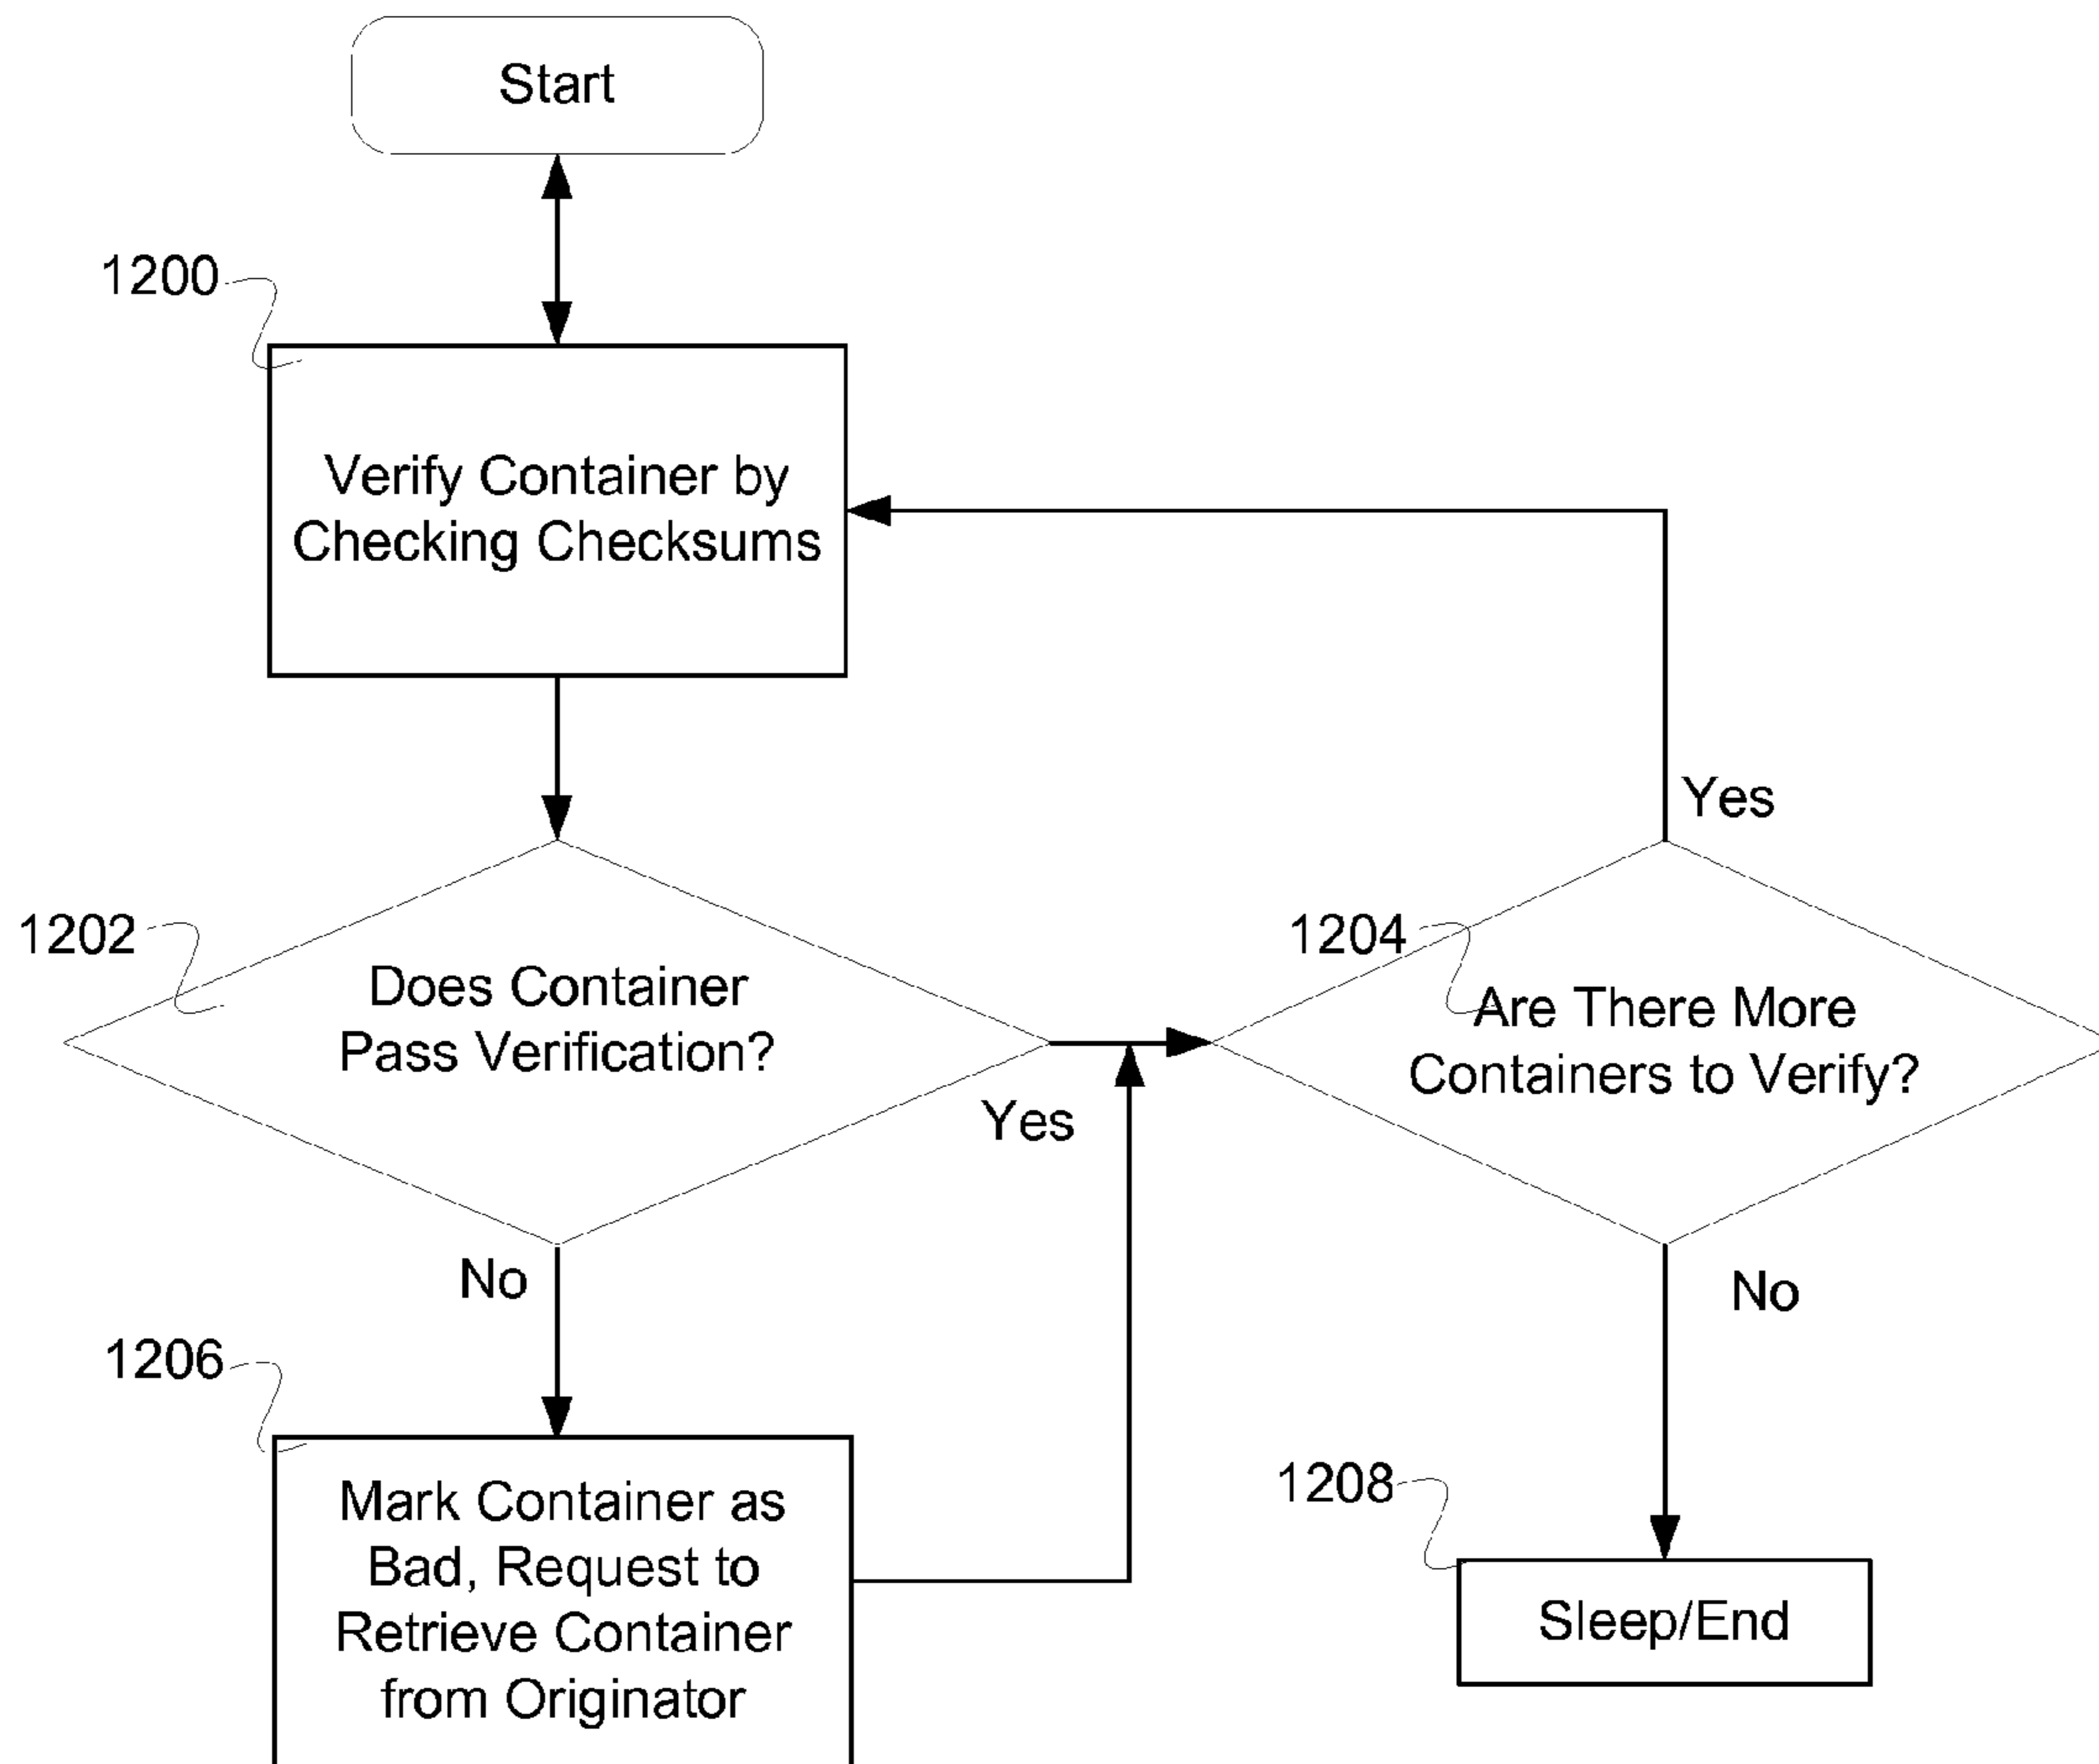 Start
1200
Verify Container by
Checking Checksums
Yes
1202
Does Container
Pass Verification?
1204
Are There More
Containers to Verify?
Yes
No
No
1206
Mark Container as
Bad, Request to
Retrieve Container
from Originator
1208
Sleep/End